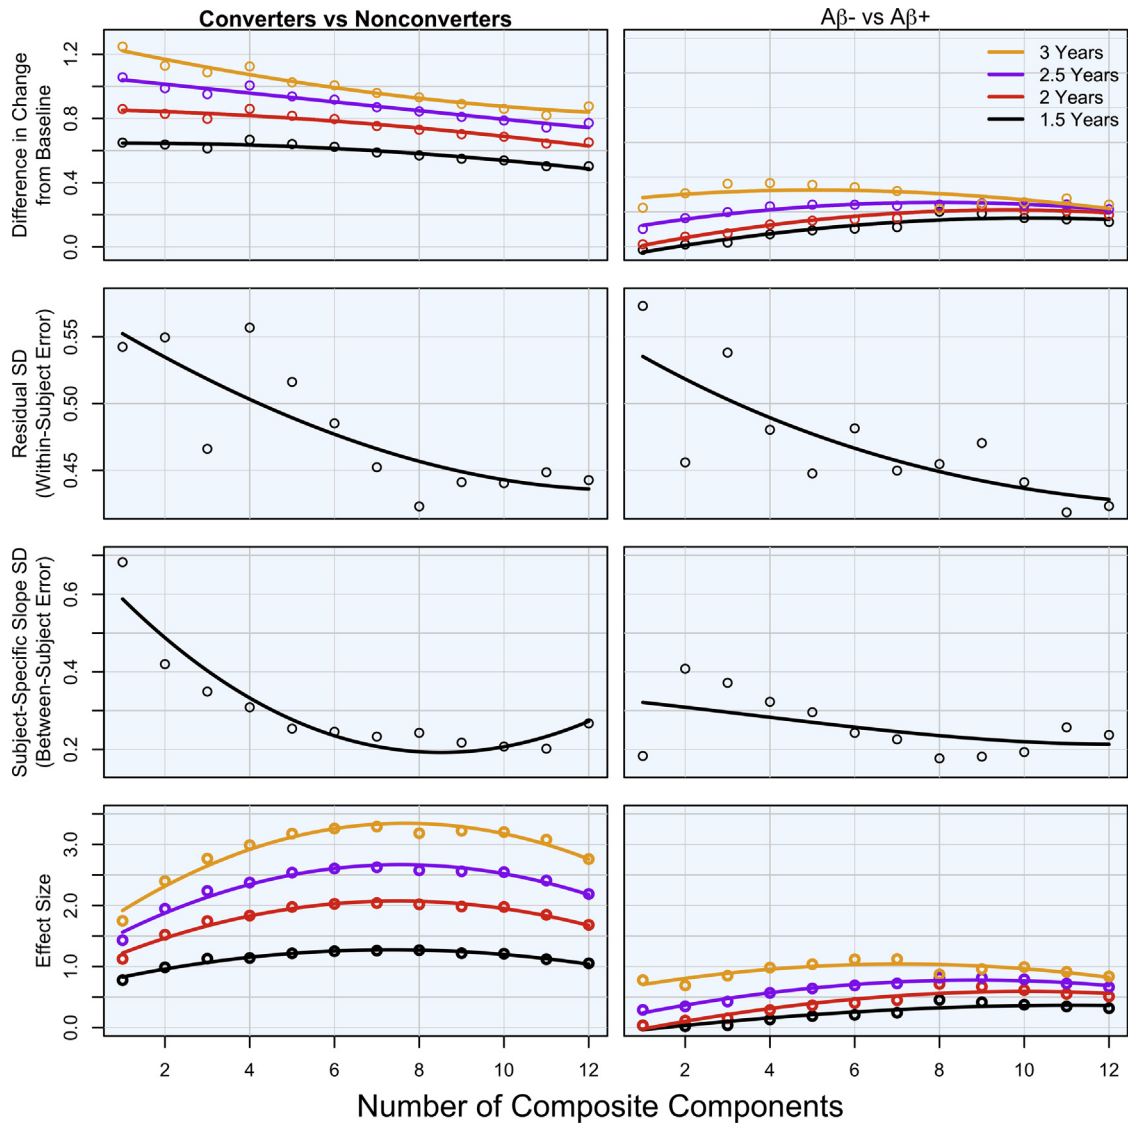 Converters vs Nonconverters
Aβ- vs Aβ+
Difference in Change
from Baseline
0.0
0.4
0.8
1.2
3 Years
2.5 Years
2 Years
1.5 Years
Residual SD
(Within-Subject Error)
0.45
0.50
0.55
Subject-Specific Slope SD
(Between-Subject Error)
0.2
0.4
0.6
Effect Size
0.0
1.0
2.0
3.0
2 4 6 8 10 12
2 4 6 8 10 12
Number of Composite Components